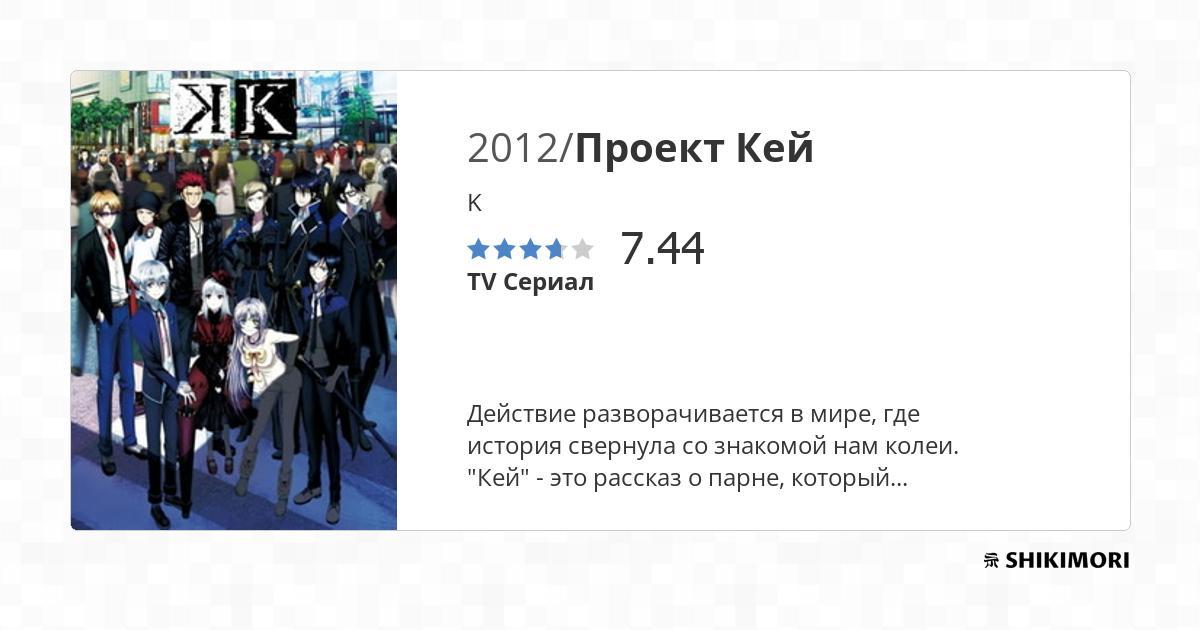 K K
2012/Проект Кей
K
7.44
TV Сериал
Действие разворачивается в мире, где
история свернула со знакомой нам колеи.
"Кей" - это рассказ о парне, который...
SHIKIMORI